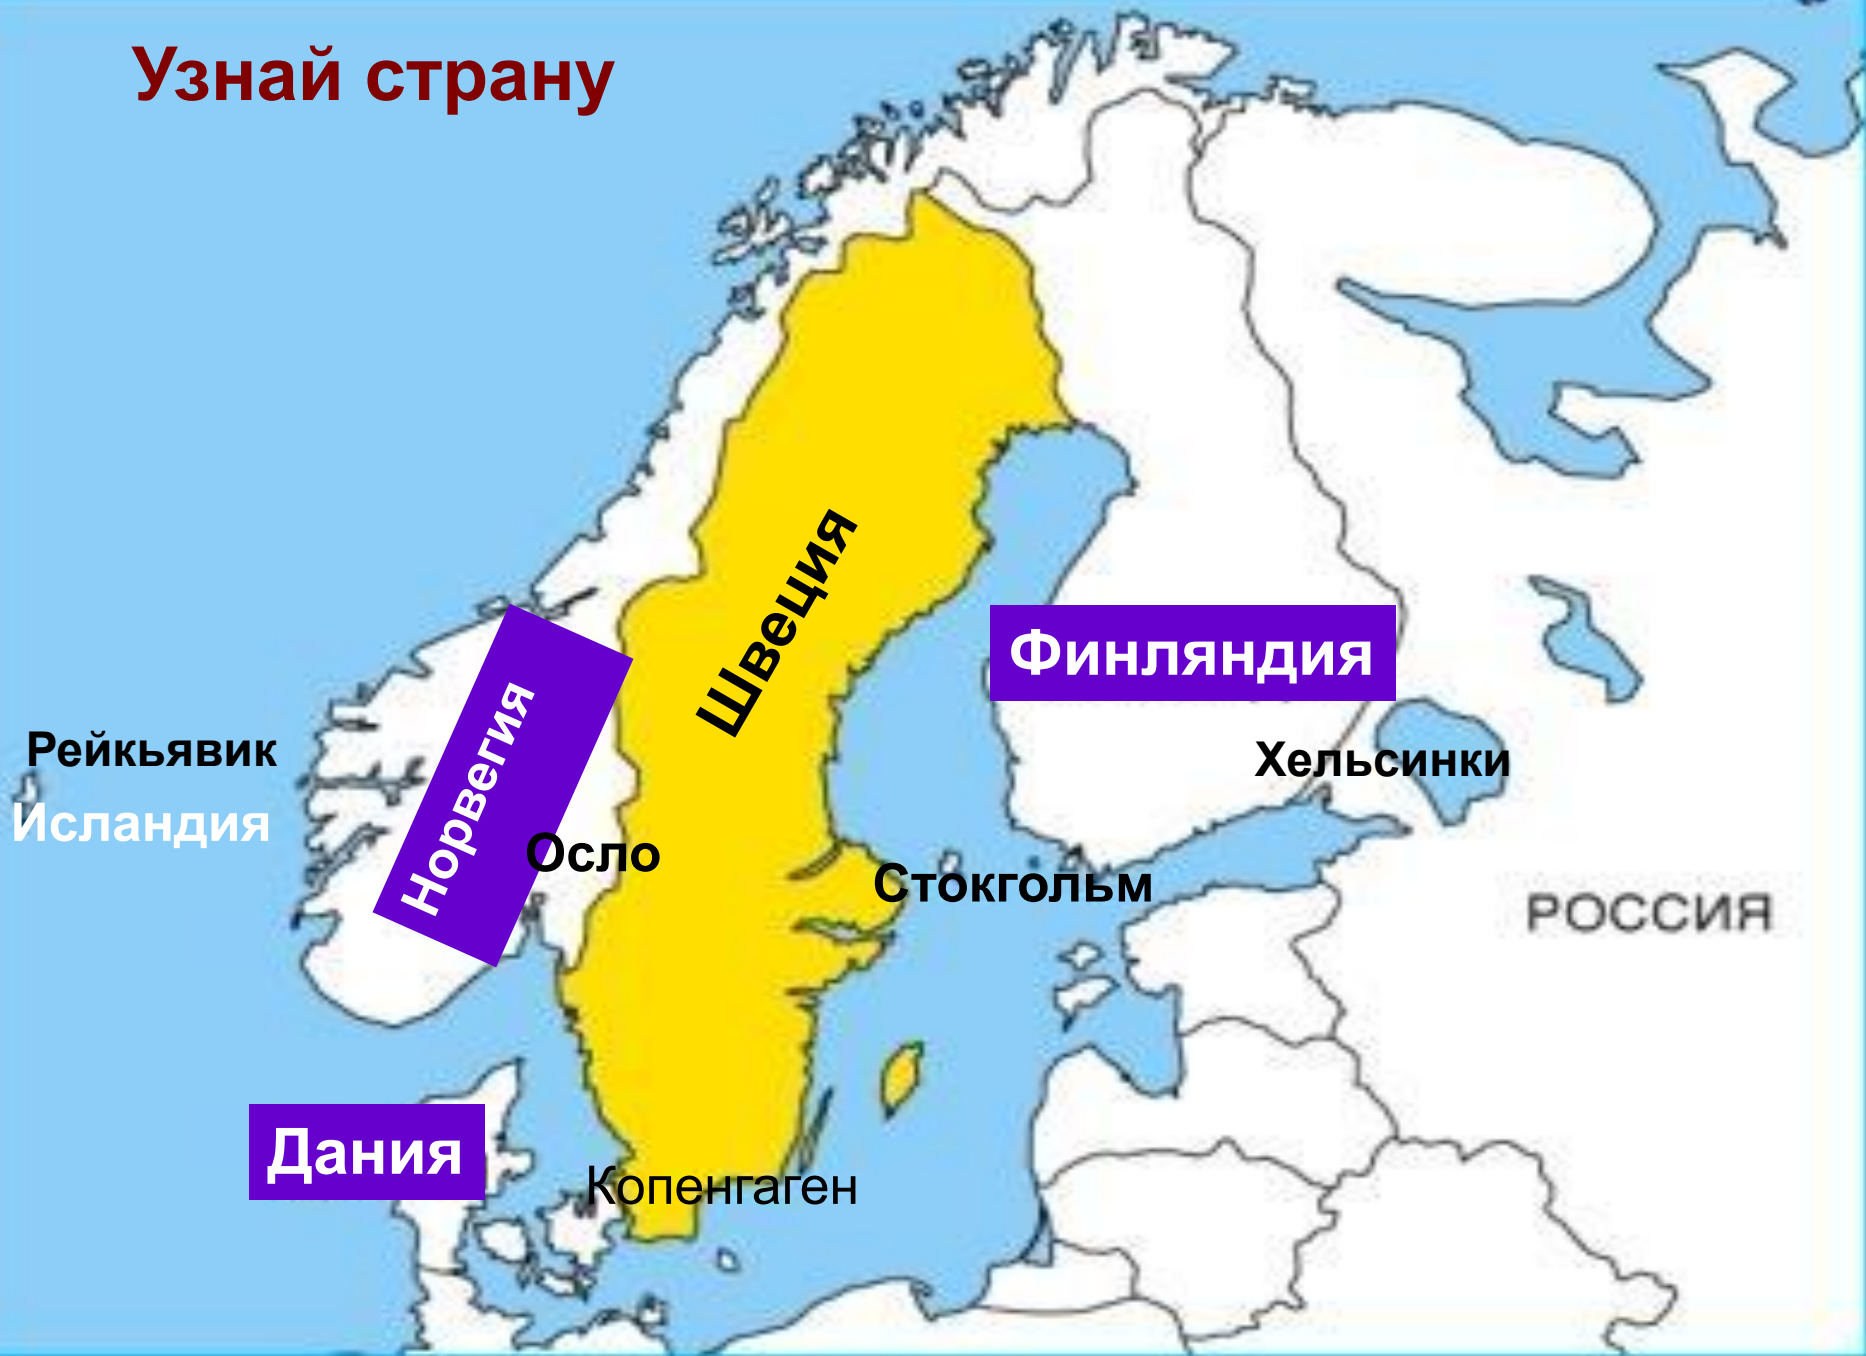 Узнай страну
Швеция
Финляндия
Норвегия
Рейкьявик
Хельсинки
Исландия
Осло
Стокгольм
РОССИЯ
Дания
Копенгаген